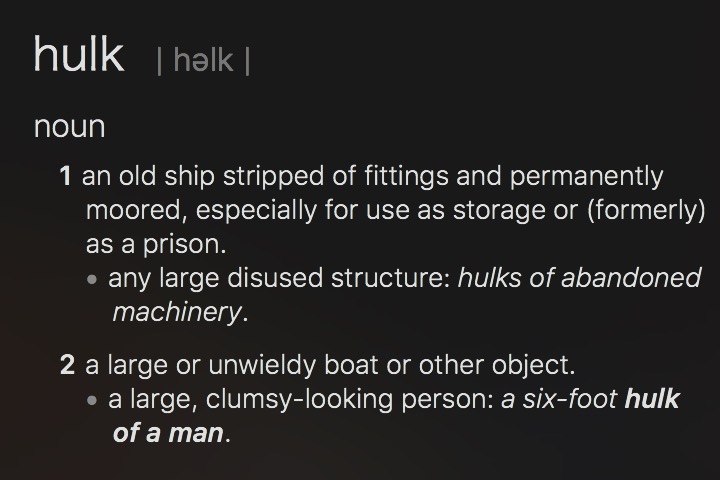 hulk | həlk |
noun
1 an old ship stripped of fittings and permanently
moored, especially for use as storage or (formerly)
as a prison.
• any large disused structure: hulks of abandoned
machinery.
2 a large or unwieldy boat or other object.
• a large, clumsy-looking person: a six-foot hulk
of a man.